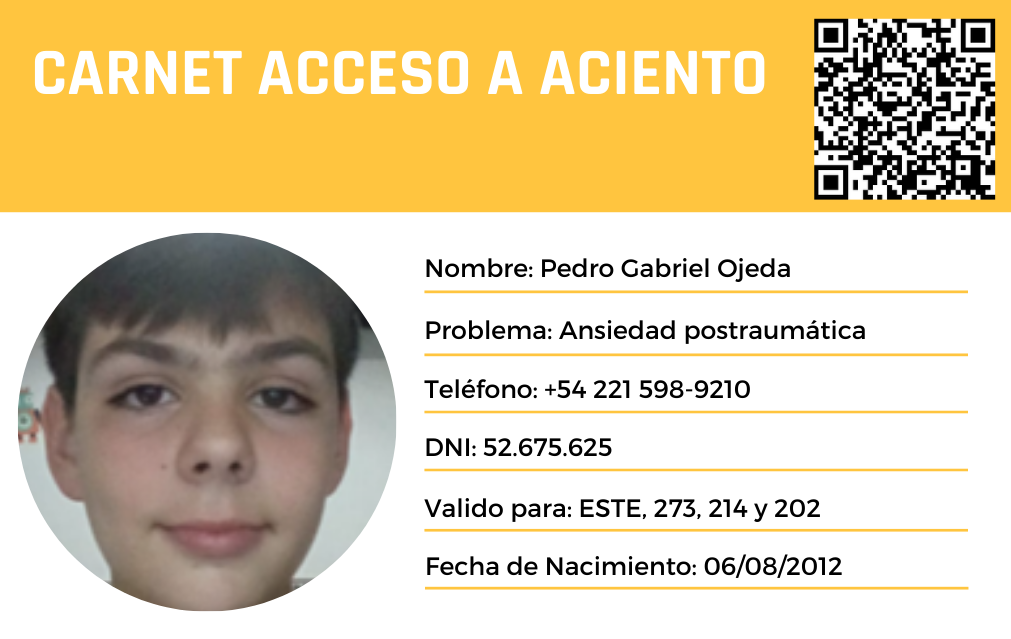 CARNET ACCESO A ACIENTO
Nombre: Pedro Gabriel Ojeda
Problema: Ansiedad postraumática
Teléfono: +54 221 598-9210
DNI: 52.675.625
Valido para: ESTE, 273, 214 y 202
Fecha de Nacimiento: 06/08/2012